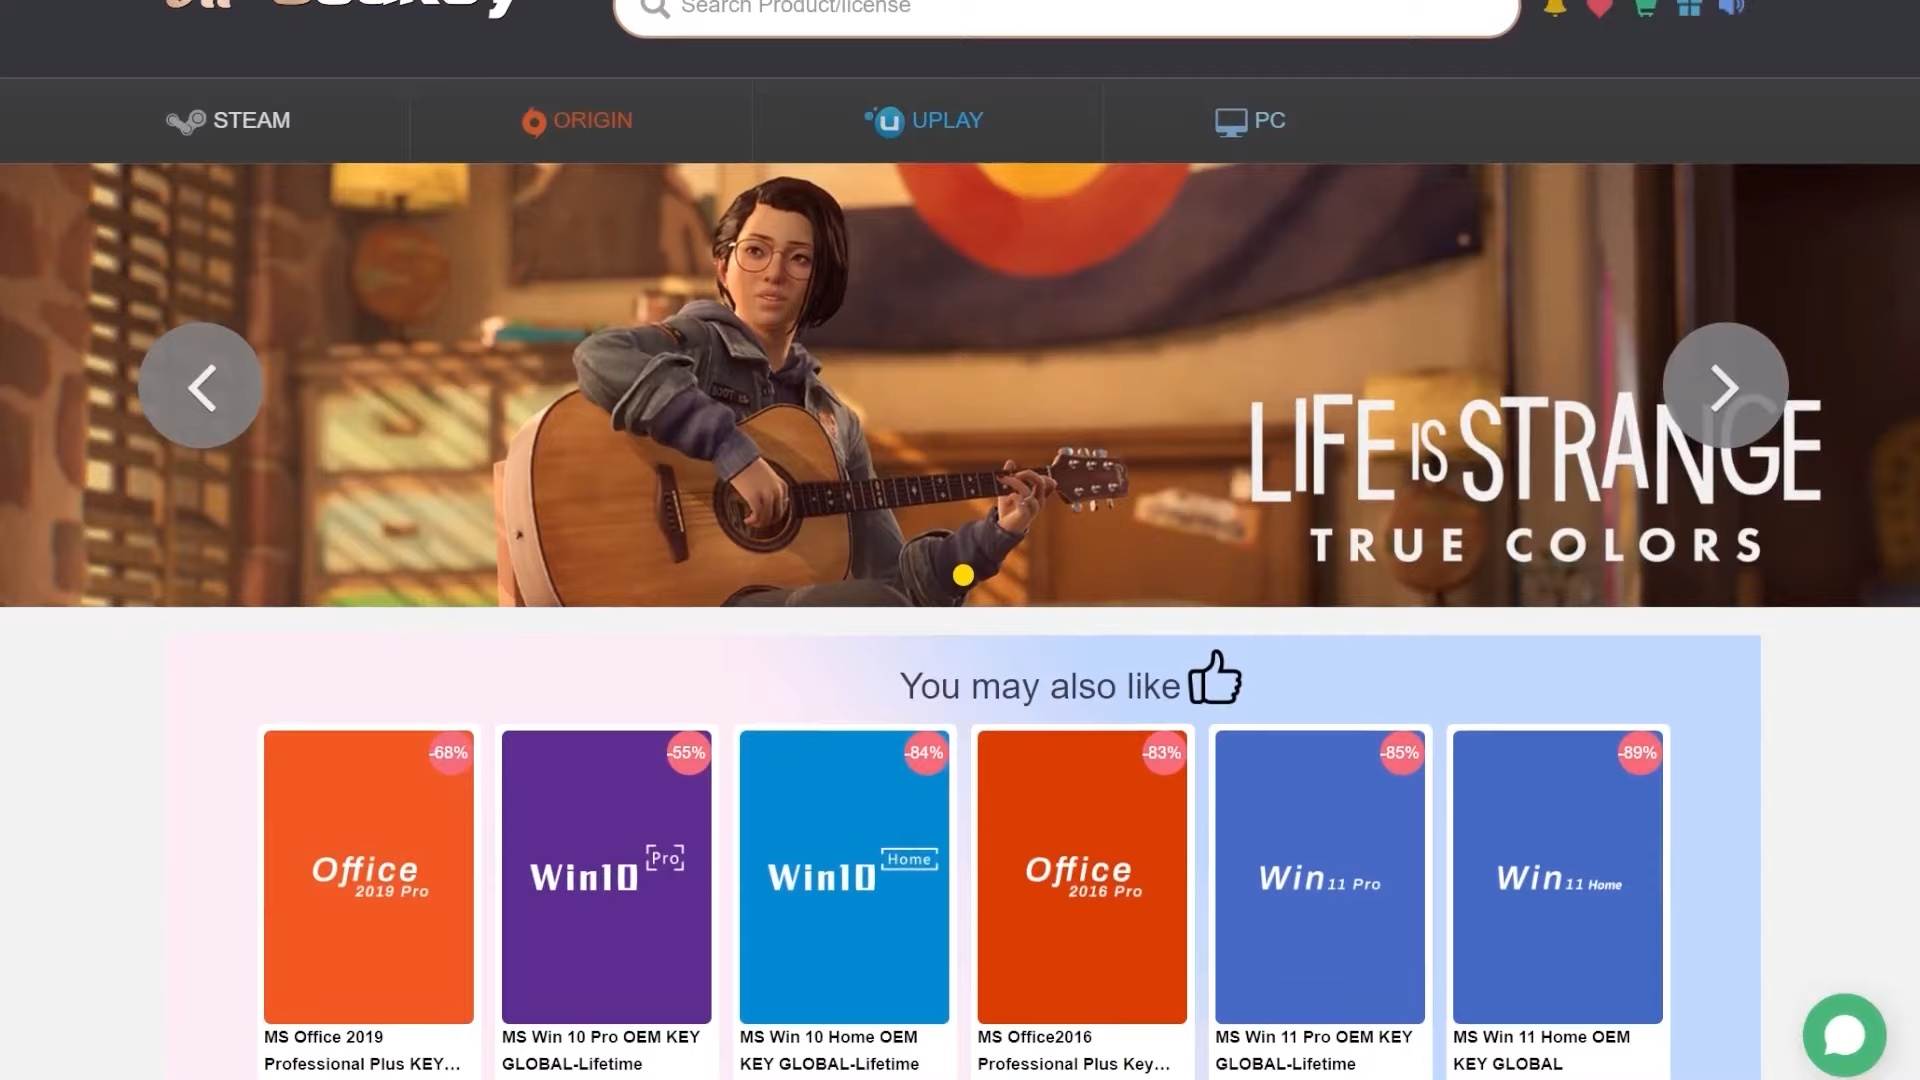 Search Product/license
STEAM
ORIGIN
UPLAY
PC
LIFE IS STRANGE
TRUE COLORS
You may also like
-68%
-55%
-84%
-83%
-85%
-89%
Office
2019 Pro
Win10 Pro
Win10 Home
Office
2016 Pro
Win 11 Pro
Win 11 Home
MS Office 2019
Professional Plus KEY...
MS Win 10 Pro OEM KEY
GLOBAL-Lifetime
MS Win 10 Home OEM
KEY GLOBAL-Lifetime
MS Office2016
Professional Plus Key...
MS Win 11 Pro OEM KEY
GLOBAL-Lifetime
MS Win 11 Home OEM
KEY GLOBAL